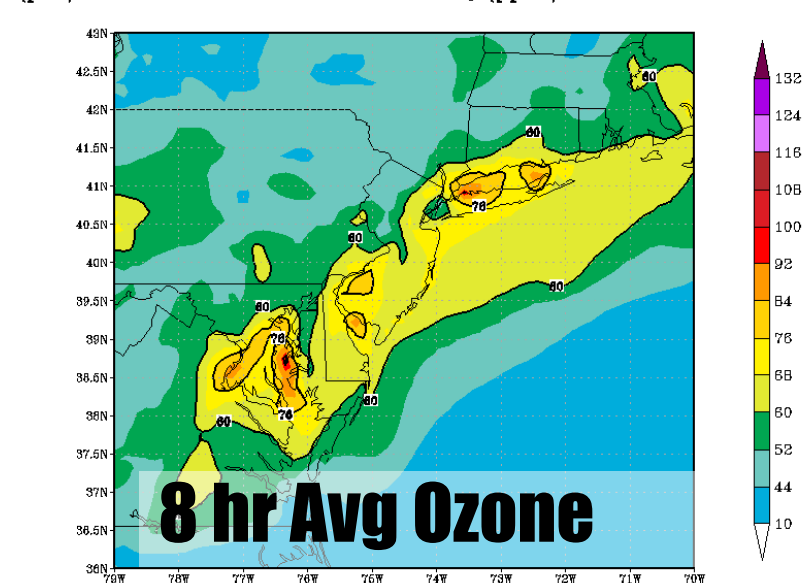 43N
42.5N
42N
41.5N
41N
40.5N
40N
39.5N
39N
38.5N
38N
37.5N
37N
36.5N
36N
79W 78W 77W 76W 75W 74W 73W 72W 71W 70W
60
60
76
60
60
60
76
60
76
60
132
124
116
108
100
92
84
76
68
60
52
44
10
8 hr Avg Ozone